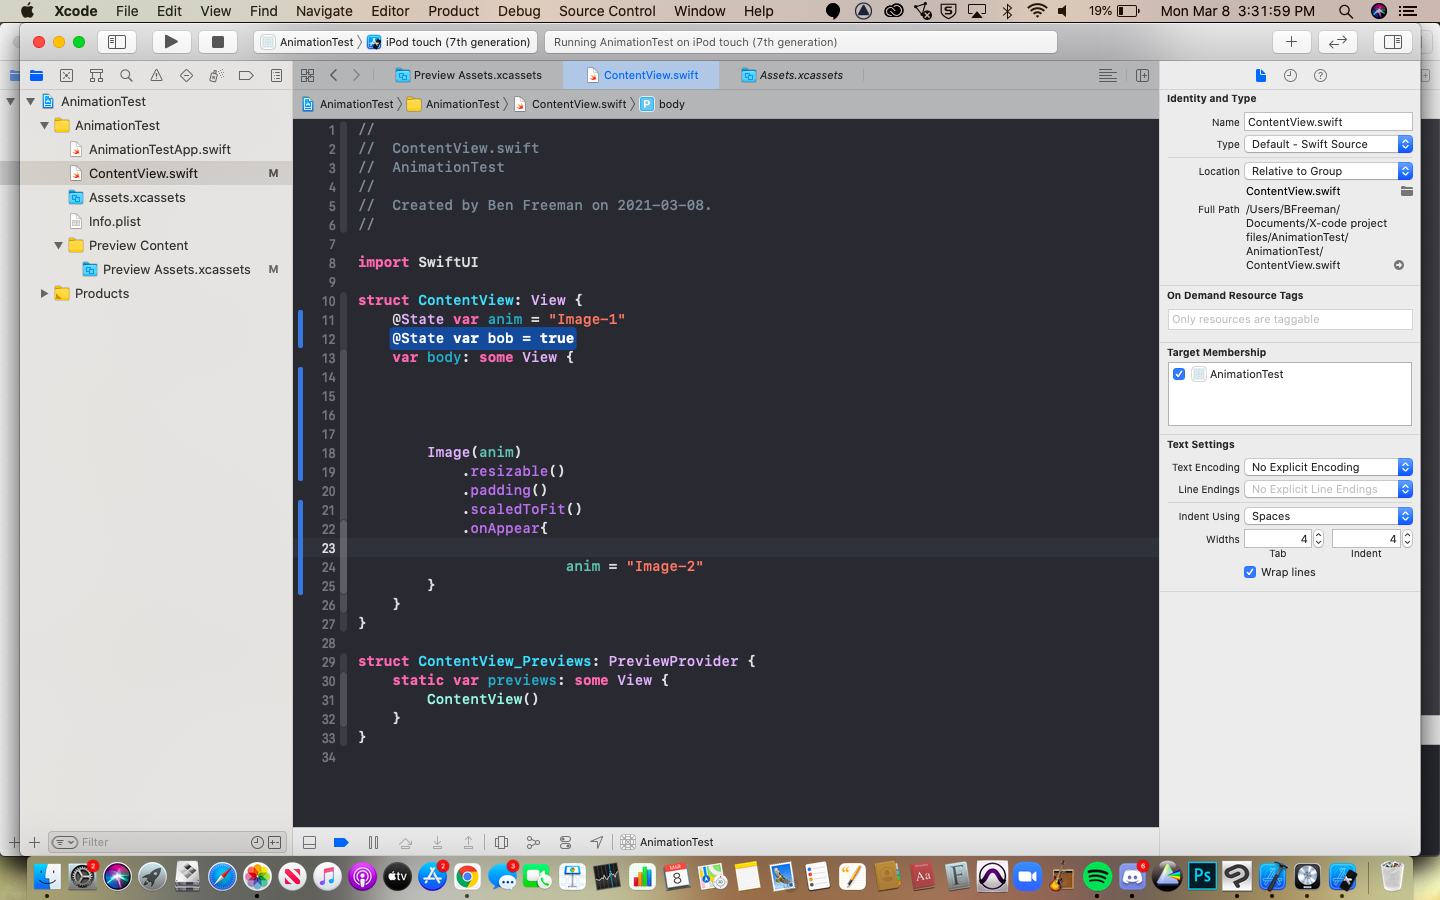 Xcode File Edit View Find Navigate Editor Product Debug Source Control Window Help 19% Mon Mar 8 3:31:59 PM
AnimationTest iPod touch (7th generation) Running AnimationTest on iPod touch (7th generation)
Preview Assets.xcassets ContentView.swift Assets.xcassets
AnimationTest AnimationTest ContentView.swift P body
AnimationTest
AnimationTest
AnimationTestApp.swift
ContentView.swift M
Assets.xcassets
Info.plist
Preview Content
Preview Assets.xcassets M
Products
Filter
1 //
2 // ContentView.swift
3 // AnimationTest
4 //
5 // Created by Ben Freeman on 2021-03-08.
6 //
7
8 import SwiftUI
9
10 struct ContentView: View {
11 @State var anim = "Image-1"
12 @State var bob = true
13 var body: some View {
14
15
16
17
18 Image(anim)
19 .resizable()
20 .padding()
21 .scaledToFit()
22 .onAppear{
23
24 anim = "Image-2"
25 }
26 }
27 }
28
29 struct ContentView_Previews: PreviewProvider {
30 static var previews: some View {
31 ContentView()
32 }
33 }
34
AnimationTest
Identity and Type
Name ContentView.swift
Type Default - Swift Source
Location Relative to Group
ContentView.swift
Full Path /Users/BFreeman/
Documents/X-code project
files/AnimationTest/
AnimationTest/
ContentView.swift
On Demand Resource Tags
Only resources are taggable
Target Membership
AnimationTest
Text Settings
Text Encoding No Explicit Encoding
Line Endings No Explicit Line Endings
Indent Using Spaces
Widths 4 4
Tab Indent
Wrap lines
2 tv 2 3 MAR 8 Aa F 6 Ps